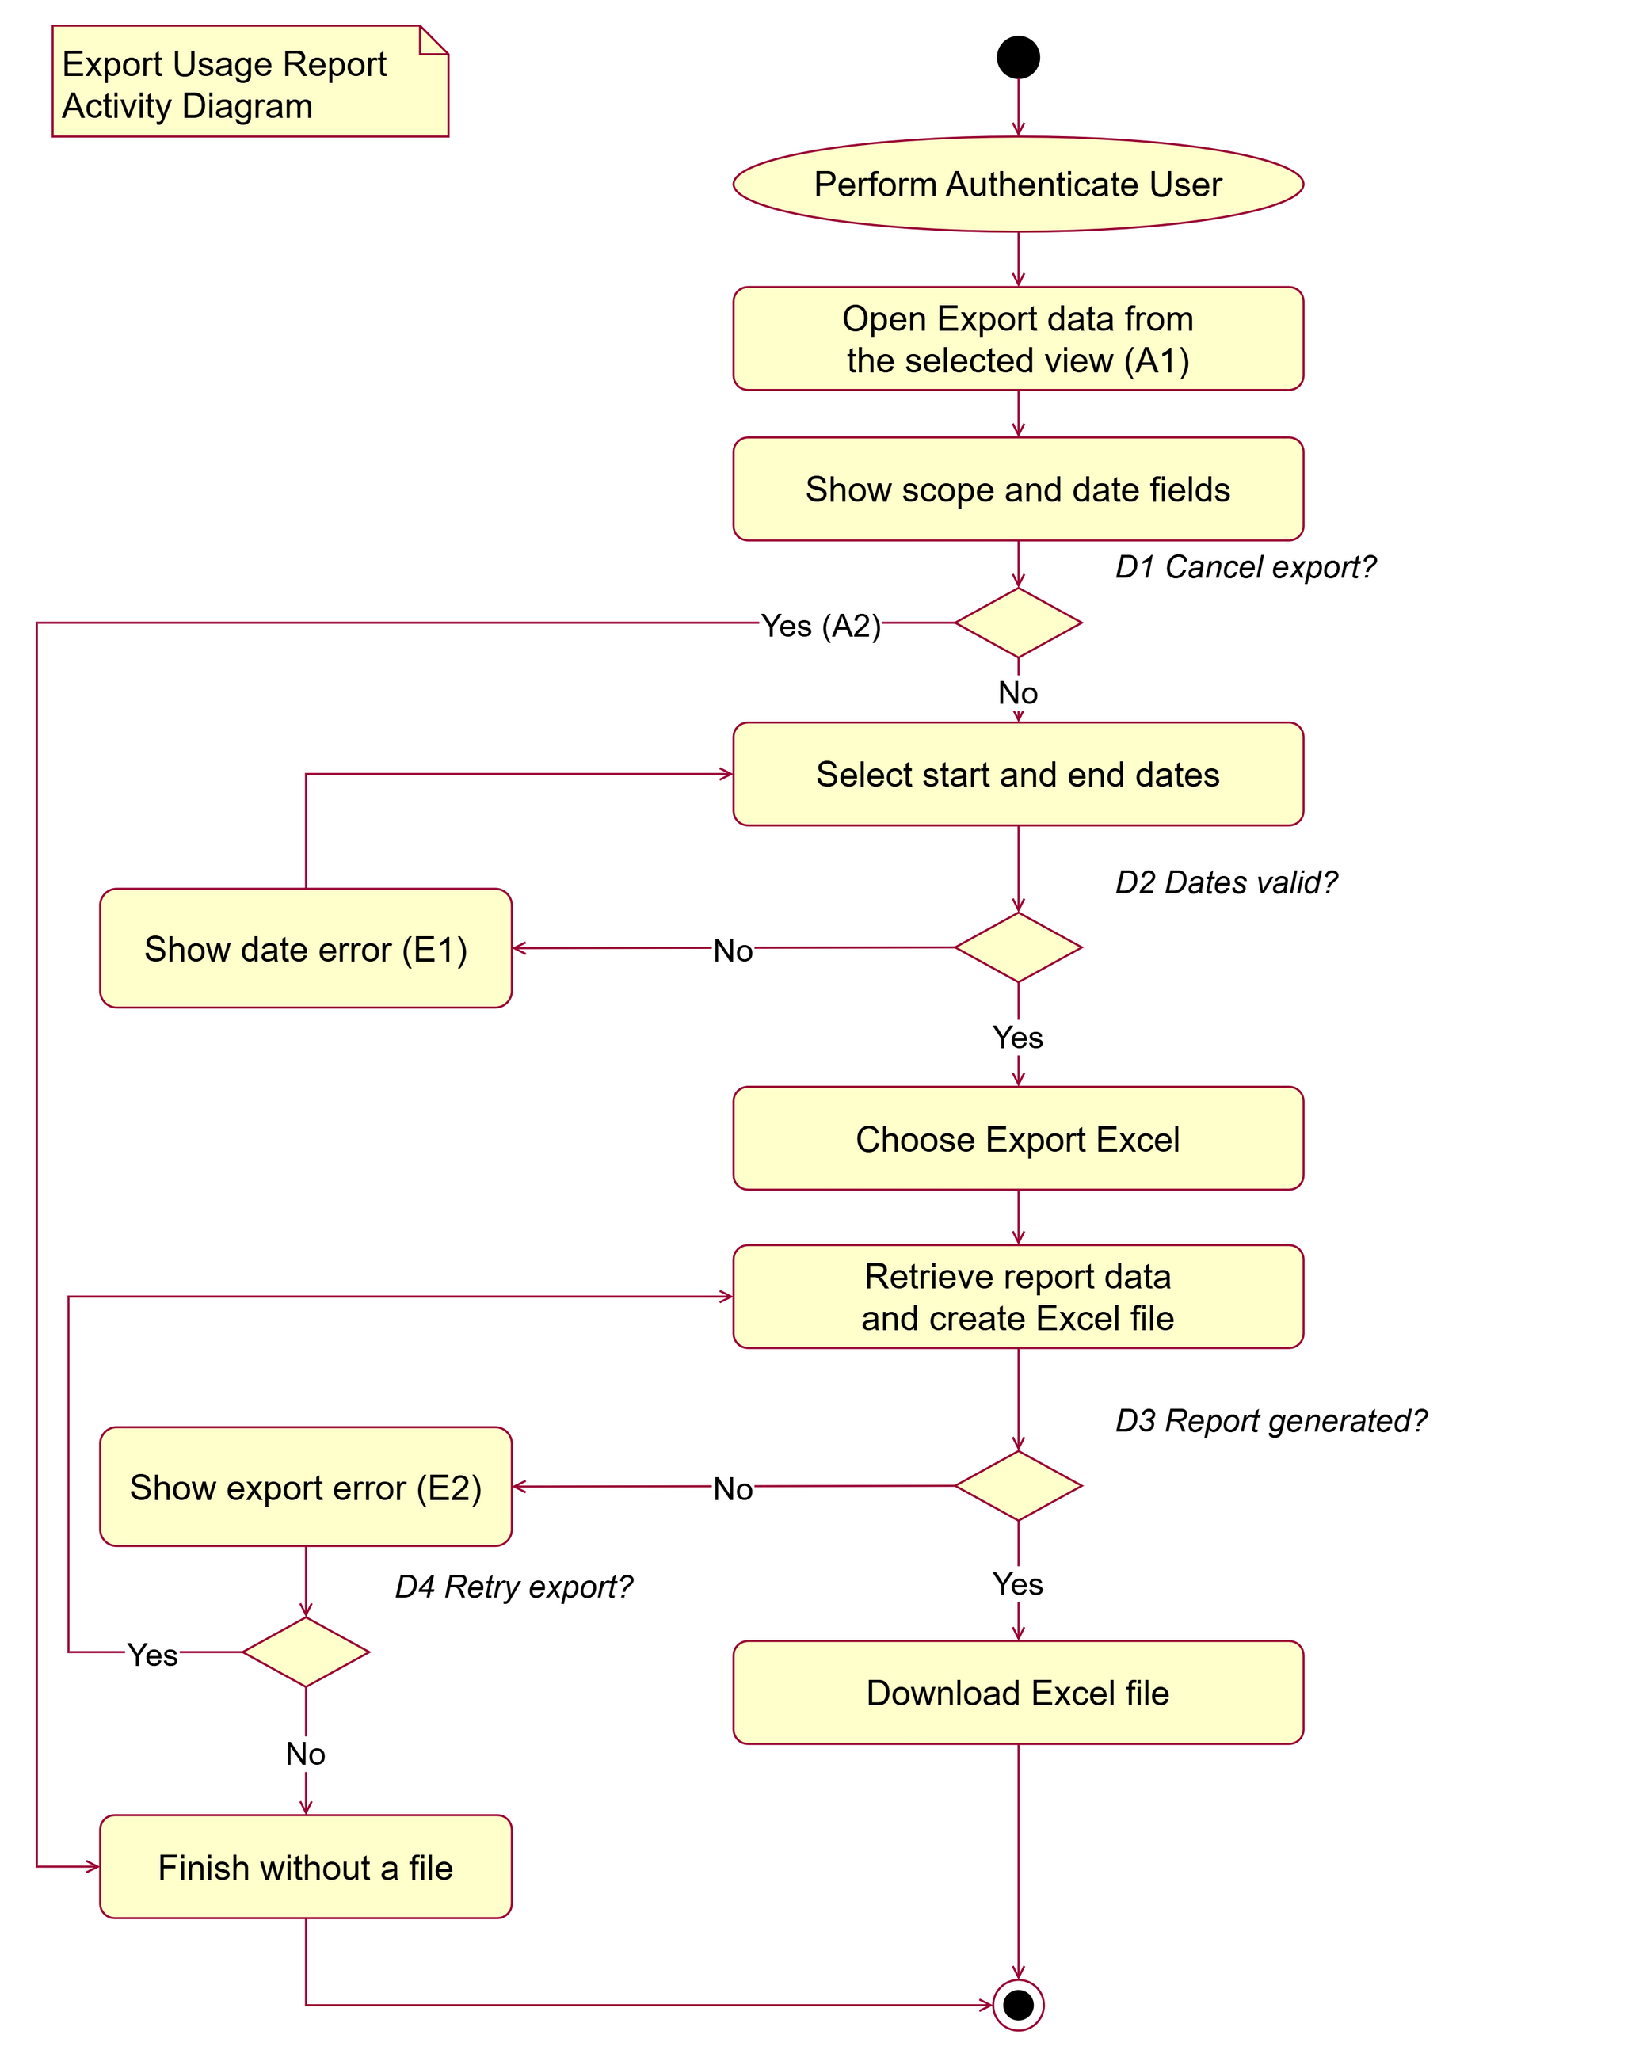 Export Usage Report
Activity Diagram
Perform Authenticate User
Open Export data from
the selected view (A1)
Show scope and date fields
D1 Cancel export?
Yes (A2)
No
Select start and end dates
D2 Dates valid?
Show date error (E1)
No
Yes
Choose Export Excel
Retrieve report data
and create Excel file
D3 Report generated?
Show export error (E2)
No
D4 Retry export?
Yes
Yes
Download Excel file
No
Finish without a file